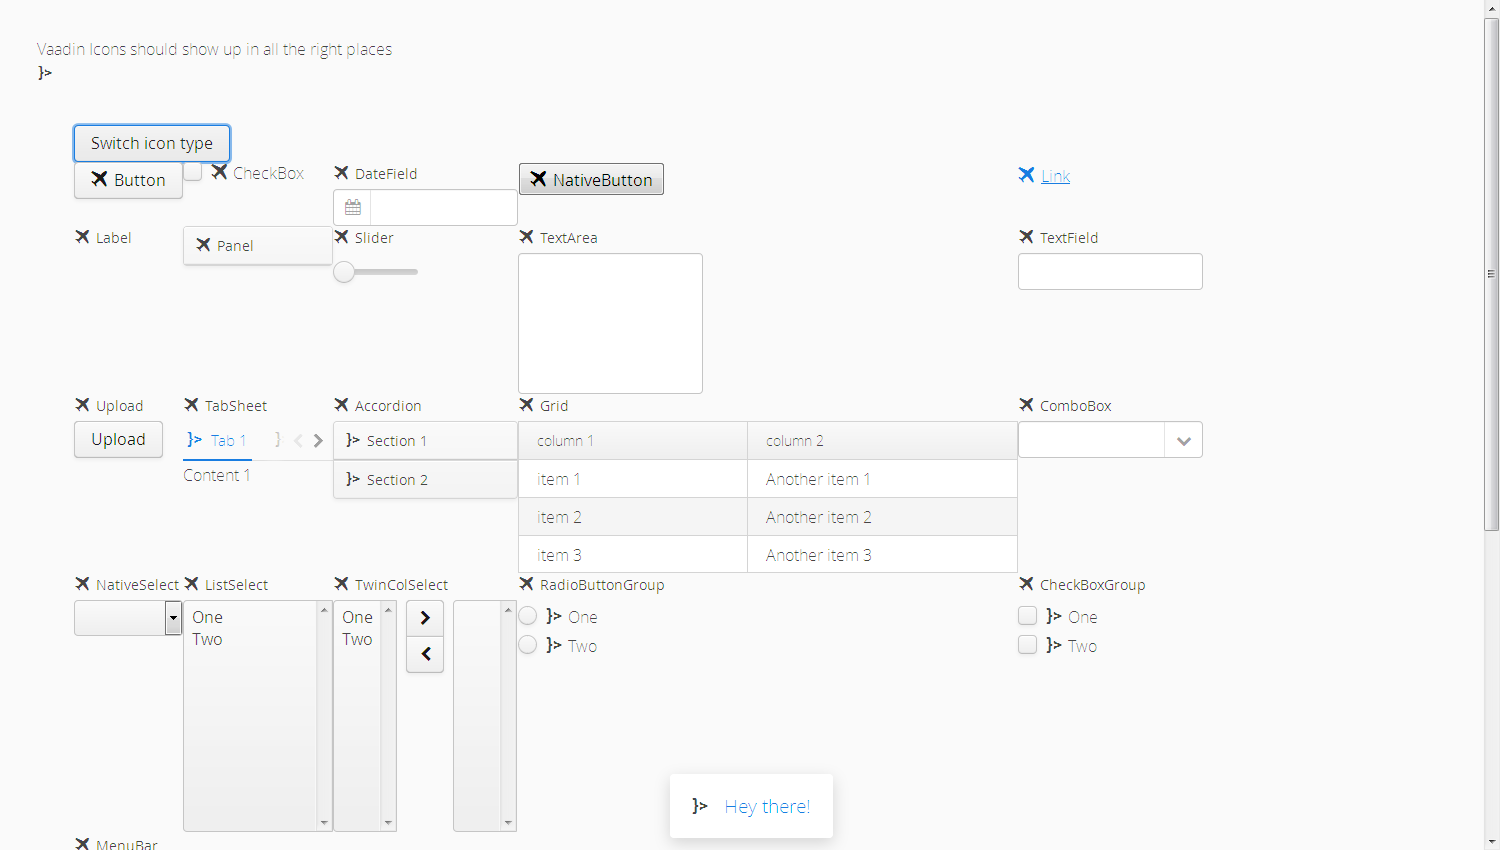 Vaadin Icons should show up in all the right places
}>
Switch icon type
Button
CheckBox
DateField
NativeButton
Link
Label
Panel
Slider
TextArea
TextField
Upload
TabSheet
Accordion
Grid
ComboBox
Upload
}> Tab 1
}
}> Section 1
column 1 column 2
Content 1
}> Section 2
item 1 Another item 1
item 2 Another item 2
item 3 Another item 3
NativeSelect
ListSelect
TwinColSelect
RadioButtonGroup
CheckBoxGroup
One
Two
One
Two
}> One
}> Two
}> One
}> Two
}> Hey there!
MenuBar